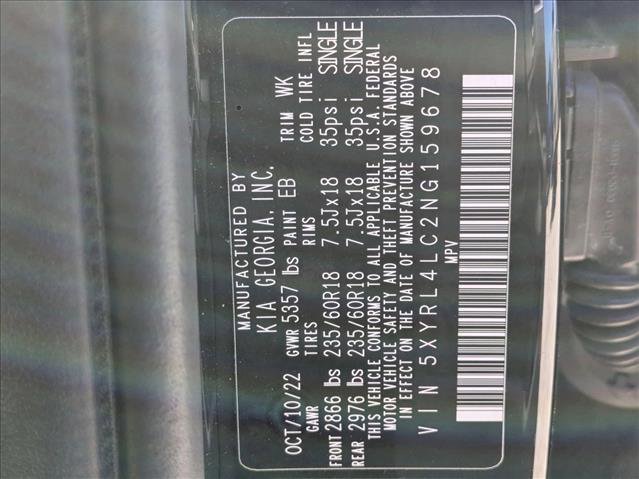 MANUFACTURED BY
KIA GEORGIA, INC.
OCT/10/22 GVWR 5357 lbs PAINT EB TRIM WK
GAWR TIRES RIMS COLD TIRE INFL
FRONT 2866 lbs 235/60R18 7.5Jx18 35psi SINGLE
REAR 2976 lbs 235/60R18 7.5Jx18 35psi SINGLE
THIS VEHICLE CONFORMS TO ALL APPLICABLE U.S.A. FEDERAL
MOTOR VEHICLE SAFETY AND THEFT PREVENTION STANDARDS
IN EFFECT ON THE DATE OF MANUFACTURE SHOWN ABOVE
VIN 5XYRL4LC2NG159678
MPV